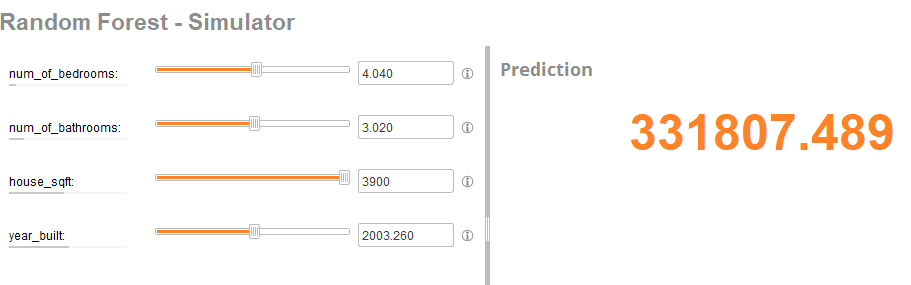 Random Forest - Simulator
num_of_bedrooms: 4.040
Prediction
num_of_bathrooms: 3.020
331807.489
house_sqft: 3900
year_built: 2003.260